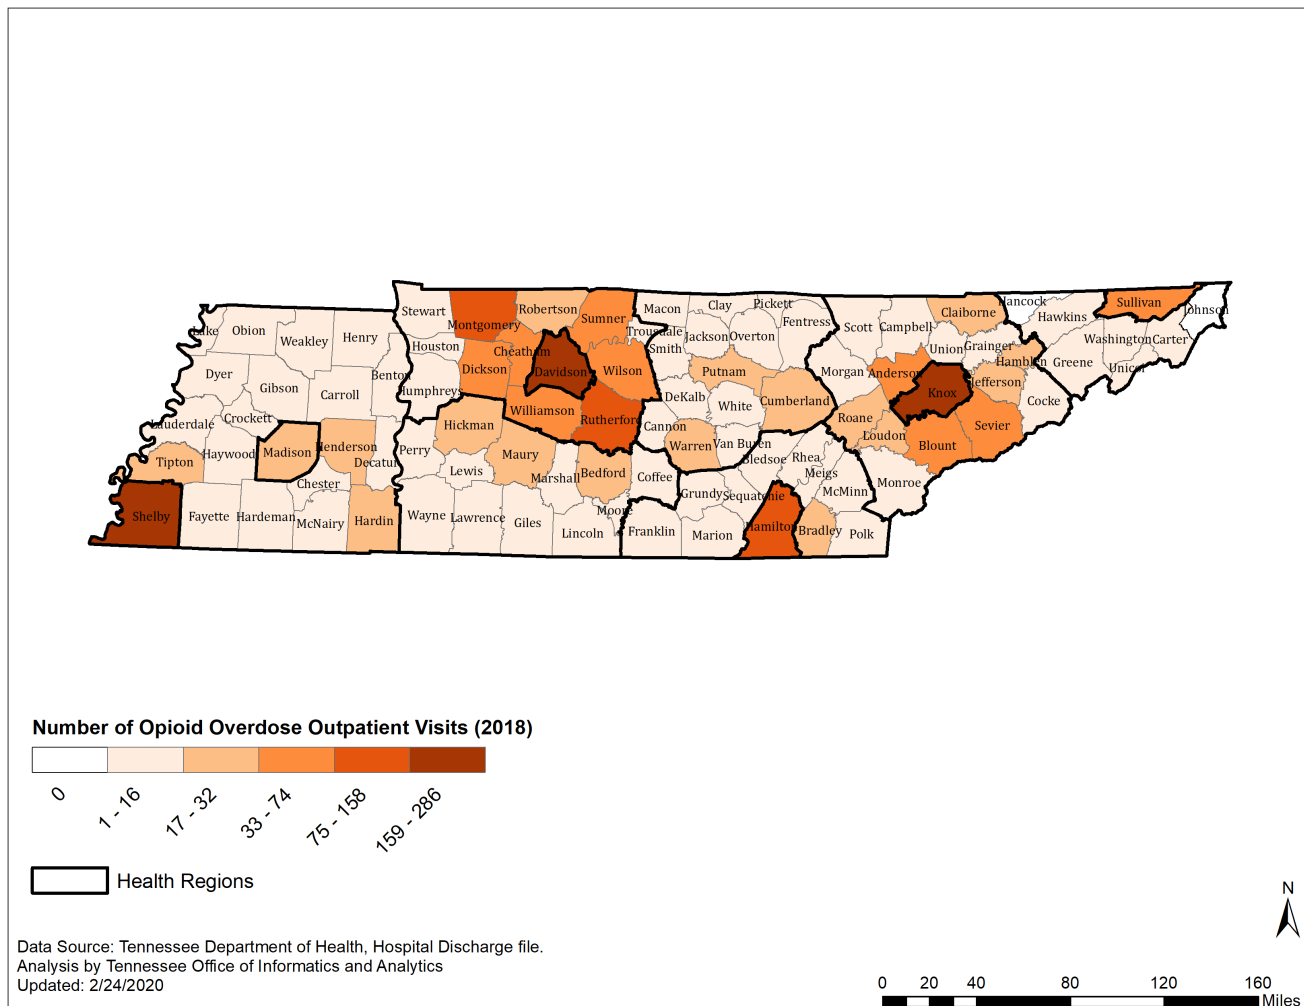 Stewart
Montgomery
Robertson
Sumner
Macon
Clay
Pickett
Fentress
Scott
Campbell
Claiborne
Hancock
Hawkins
Sullivan
Johnson
Lake
Obion
Weakley
Henry
Houston
Cheatham
Trousdale
Smith
Jackson
Overton
Union
Grainger
Hamblen
Greene
Washington
Carter
Unicoi
Dyer
Gibson
Carroll
Benton
Humphreys
Dickson
Davidson
Wilson
Putnam
Morgan
Anderson
Knox
Jefferson
Cocke
Lauderdale
Crockett
Williamson
Rutherford
DeKalb
White
Cumberland
Roane
Loudon
Blount
Sevier
Tipton
Haywood
Madison
Henderson
Decatur
Perry
Hickman
Maury
Cannon
Warren
Van Buren
Bledsoe
Rhea
Meigs
McMinn
Monroe
Chester
Lewis
Marshall
Bedford
Coffee
Grundy
Sequatchie
Shelby
Fayette
Hardeman
McNairy
Hardin
Wayne
Lawrence
Giles
Lincoln
Moore
Franklin
Marion
Hamilton
Bradley
Polk
Number of Opioid Overdose Outpatient Visits (2018)
0
1 - 16
17 - 32
33 - 74
75 - 158
159 - 286
Health Regions
Data Source: Tennessee Department of Health, Hospital Discharge file.
Analysis by Tennessee Office of Informatics and Analytics
Updated: 2/24/2020
N
0 20 40 80 120 160
Miles